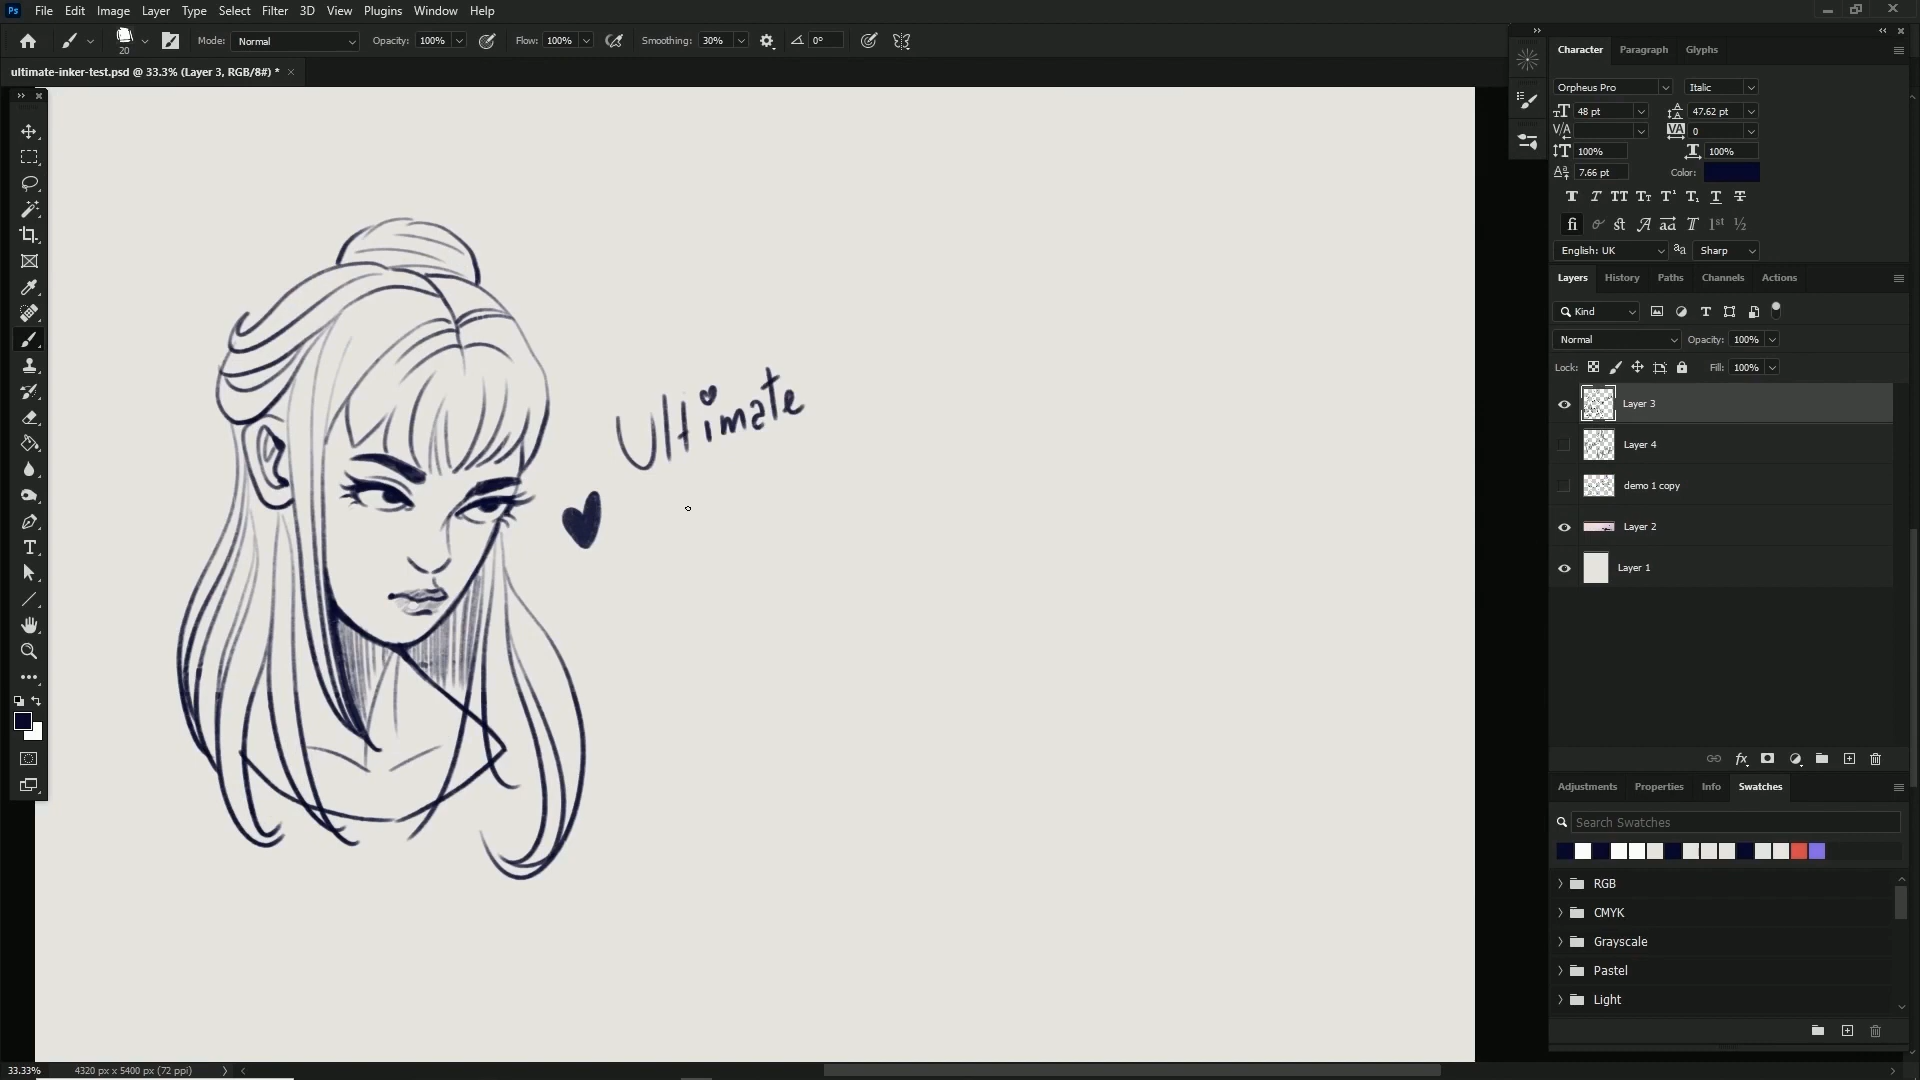 Ps File Edit Image Layer Type Select Filter 3D View Plugins Window Help
20 Mode: Normal Opacity: 100% Flow: 100% Smoothing: 30% 0°
ultimate-inker-test.psd @ 33.3% (Layer 3, RGB/8#) *
Ultimate
Character Paragraph Glyphs
Orpheus Pro Italic
48 pt 47.62 pt
0
100% 100%
7.66 pt Color:
English: UK aa Sharp
Layers History Paths Channels Actions
Kind
Normal Opacity: 100%
Lock: Fill: 100%
Layer 3
Layer 4
demo 1 copy
Layer 2
Layer 1
fx
Adjustments Properties Info Swatches
Search Swatches
RGB
CMYK
Grayscale
Pastel
Light
33.33% 4320 px x 5400 px (72 ppi)